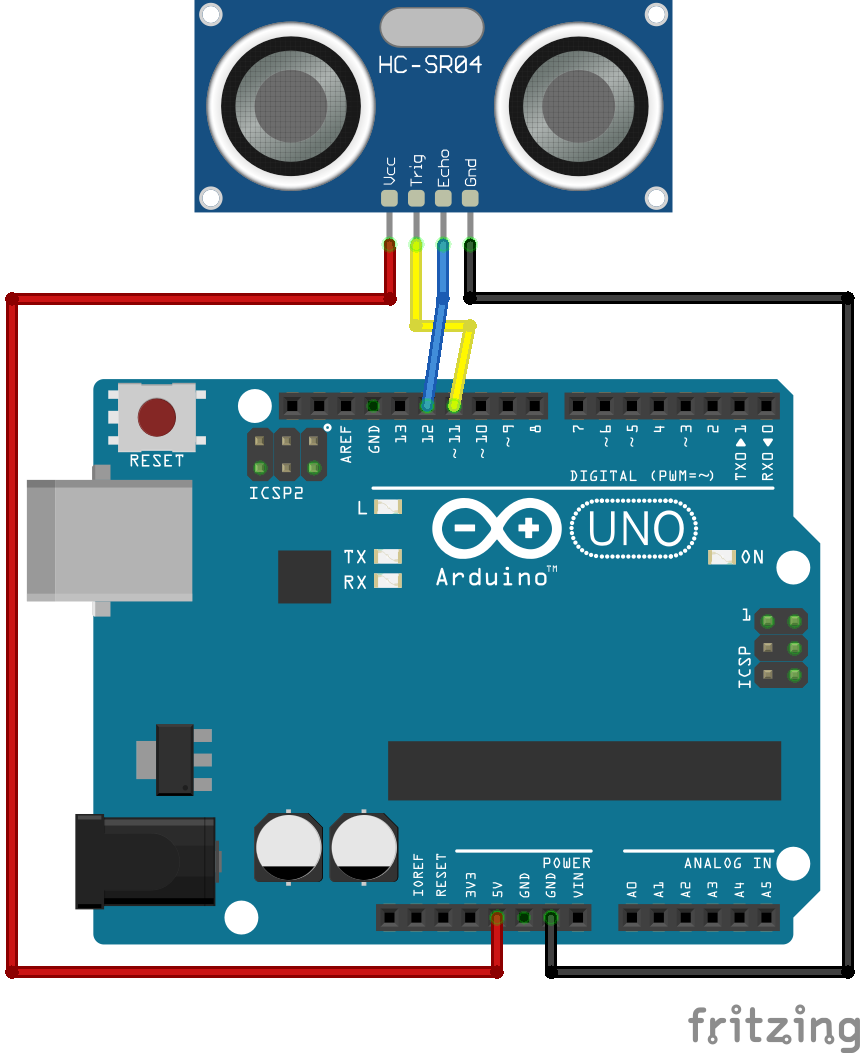 HC-SR04
Vcc
Trig
Echo
Gnd
RESET
ICSP2
AREF
GND
13
12
~11
~10
~9
8
7
~6
~5
4
~3
2
TX0▶1
RX0◀0
DIGITAL (PWM=~)
L
TX
RX
Arduino™
UNO
ON
1
ICSP
IOREF
RESET
3V3
5V
GND
GND
VIN
POWER
ANALOG IN
A0
A1
A2
A3
A4
A5
fritzing